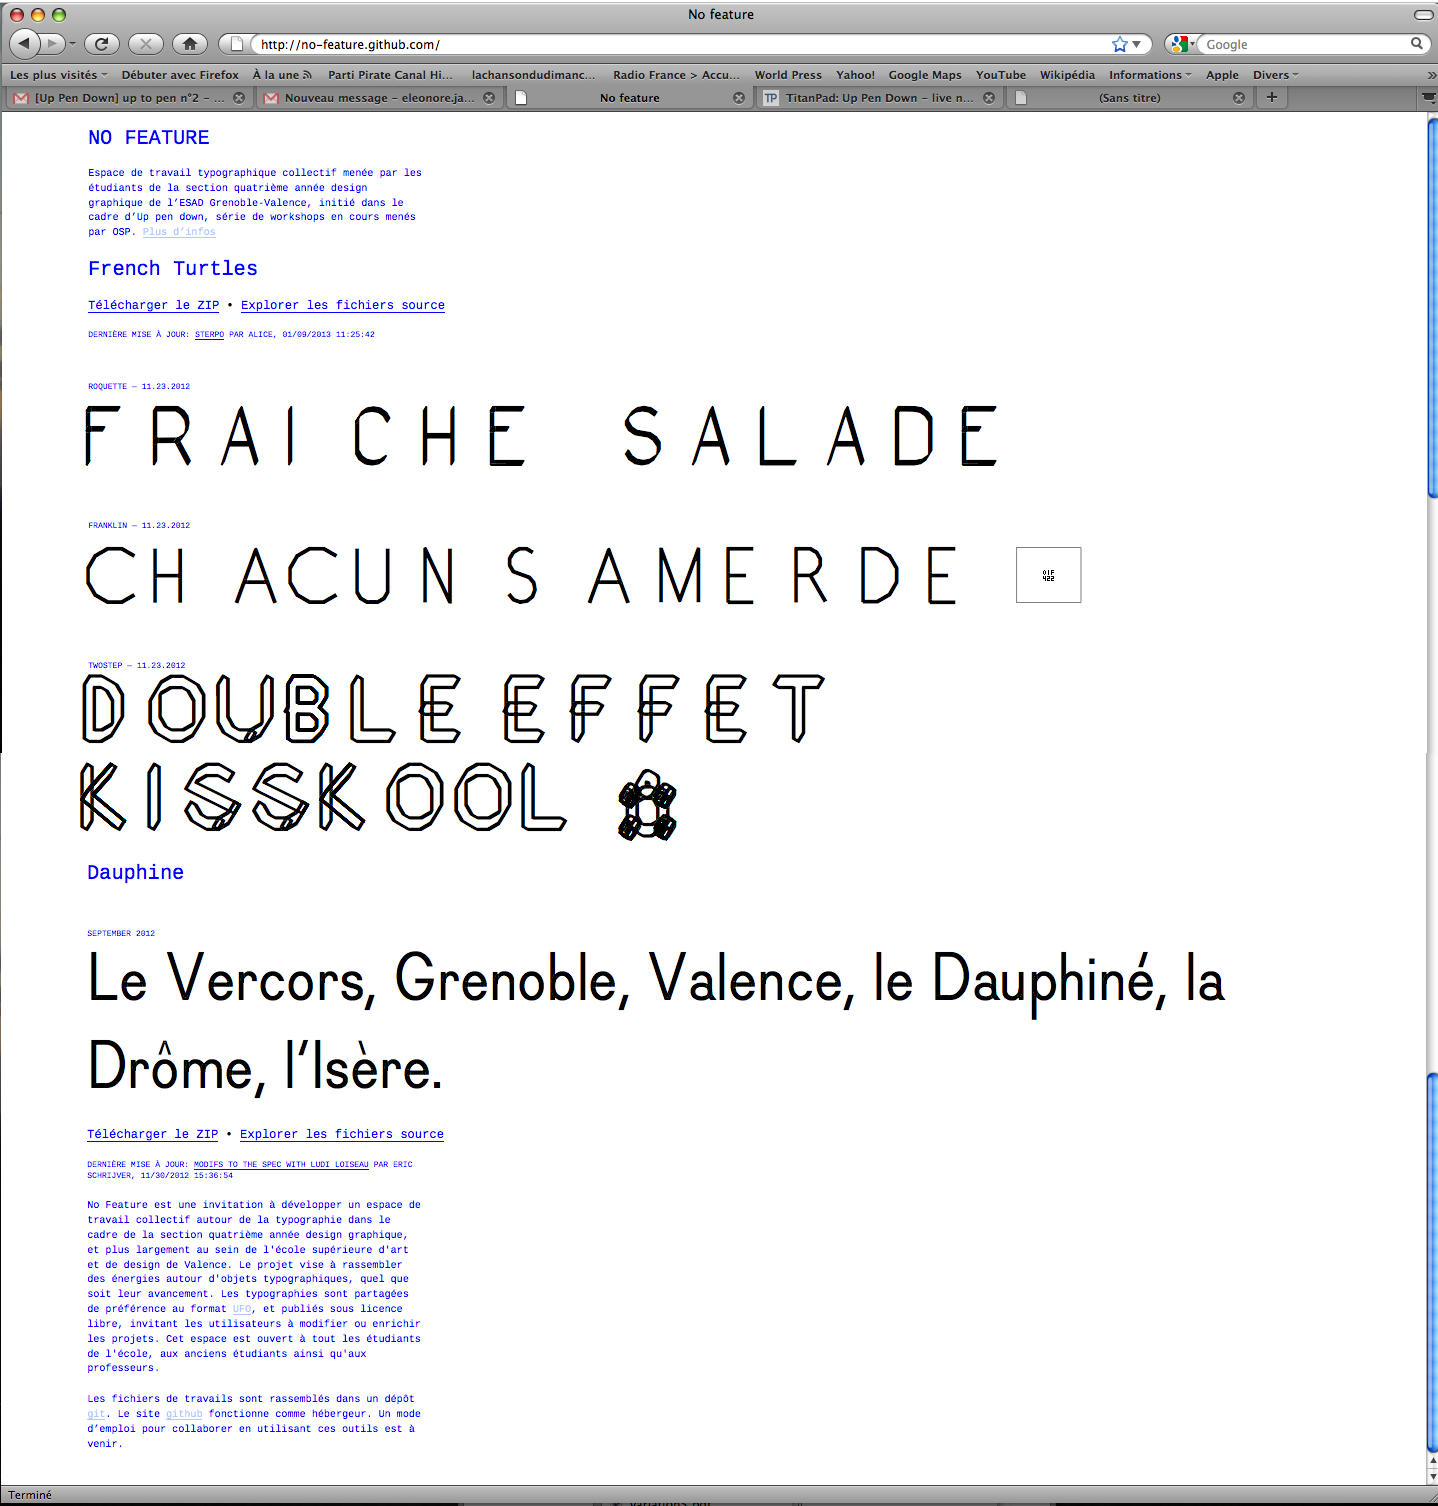 No feature
http://no-feature.github.com/
Google
Les plus visités Débuter avec Firefox À la une Parti Pirate Canal Hi... lachansondudimanc... Radio France > Accu... World Press Yahoo! Google Maps YouTube Wikipédia Informations Apple Divers »
[Up Pen Down] up to pen n°2 – ... Nouveau message – eleonore.ja... No feature TP TitanPad: Up Pen Down – live n... (Sans titre) +
NO FEATURE
Espace de travail typographique collectif menée par les
étudiants de la section quatrième année design
graphique de l’ESAD Grenoble-Valence, initié dans le
cadre d’Up pen down, série de workshops en cours menés
par OSP. Plus d’infos
French Turtles
Télécharger le ZIP • Explorer les fichiers source
DERNIÈRE MISE À JOUR: STERPO PAR ALICE, 01/09/2013 11:25:42
ROQUETTE — 11.23.2012
FRAI CHE SALADE
FRANKLIN — 11.23.2012
CH ACUN S AMERDE
01F
422
TWOSTEP — 11.23.2012
DOUBLE EFFET
KISSKOOL
Dauphine
SEPTEMBER 2012
Le Vercors, Grenoble, Valence, le Dauphiné, la
Drôme, l’Isère.
Télécharger le ZIP • Explorer les fichiers source
DERNIÈRE MISE À JOUR: MODIFS TO THE SPEC WITH LUDI LOISEAU PAR ERIC
SCHRIJVER, 11/30/2012 15:36:54
No Feature est une invitation à développer un espace de
travail collectif autour de la typographie dans le
cadre de la section quatrième année design graphique,
et plus largement au sein de l'école supérieure d'art
et de design de Valence. Le projet vise à rassembler
des énergies autour d'objets typographiques, quel que
soit leur avancement. Les typographies sont partagées
de préférence au format UFO, et publiés sous licence
libre, invitant les utilisateurs à modifier ou enrichir
les projets. Cet espace est ouvert à tout les étudiants
de l'école, aux anciens étudiants ainsi qu'aux
professeurs.
Les fichiers de travails sont rassemblés dans un dépôt
git. Le site github fonctionne comme hébergeur. Un mode
d’emploi pour collaborer en utilisant ces outils est à
venir.
Terminé